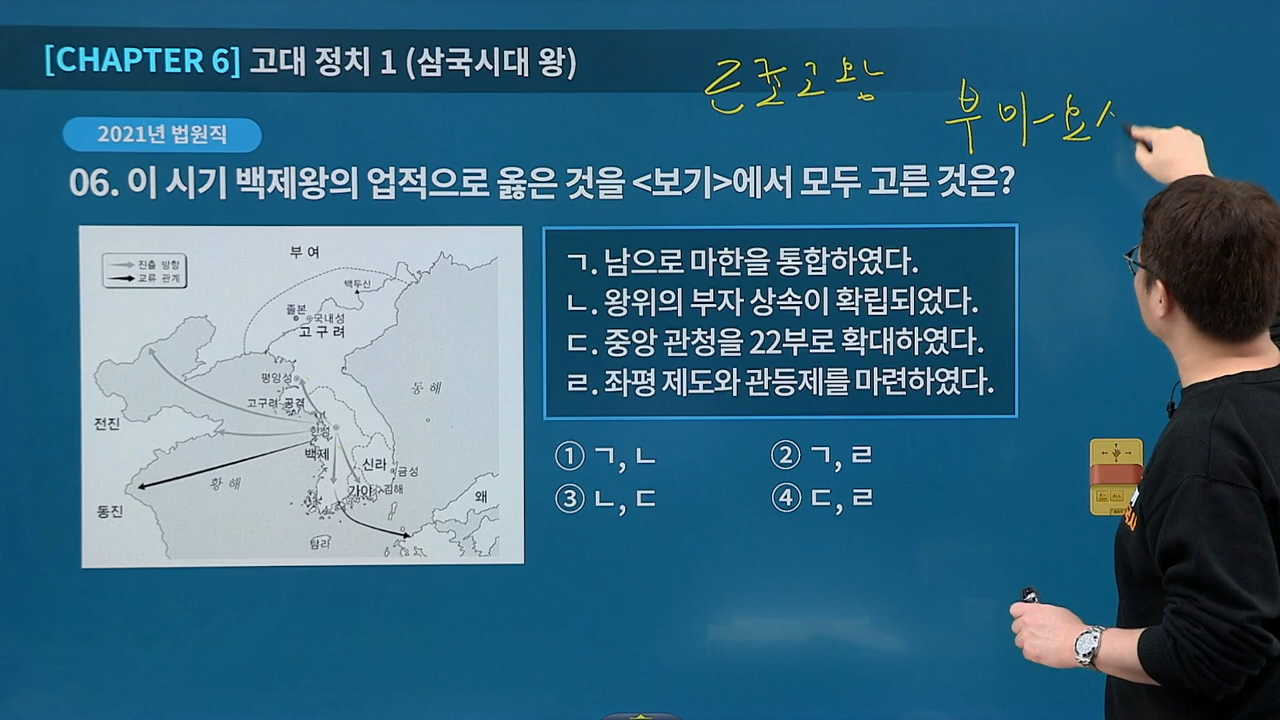 [CHAPTER 6] 고대 정치 1 (삼국시대 왕)
근초고왕
부마요
2021년 법원직
06. 이 시기 백제왕의 업적으로 옳은 것을 <보기>에서 모두 고른 것은?
진출 방향
교류 관계
부여
백두산
졸본
국내성
고구려
평양성
고구려 공격
동해
전진
한성
백제
신라
금성
황해
가야
김해
왜
동진
탐라
ㄱ. 남으로 마한을 통합하였다.
ㄴ. 왕위의 부자 상속이 확립되었다.
ㄷ. 중앙 관청을 22부로 확대하였다.
ㄹ. 좌평 제도와 관등제를 마련하였다.
① ㄱ, ㄴ
② ㄱ, ㄹ
③ ㄴ, ㄷ
④ ㄷ, ㄹ